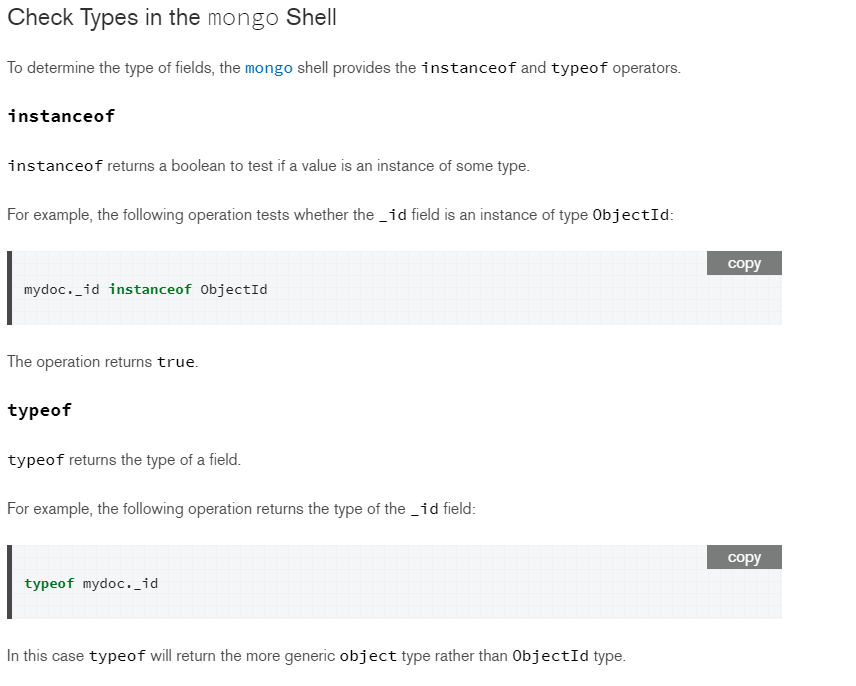 Check Types in the mongo Shell
To determine the type of fields, the mongo shell provides the instanceof and typeof operators.
instanceof
instanceof returns a boolean to test if a value is an instance of some type.
For example, the following operation tests whether the _id field is an instance of type ObjectId:
copy
mydoc._id instanceof ObjectId
The operation returns true.
typeof
typeof returns the type of a field.
For example, the following operation returns the type of the _id field:
copy
typeof mydoc._id
In this case typeof will return the more generic object type rather than ObjectId type.